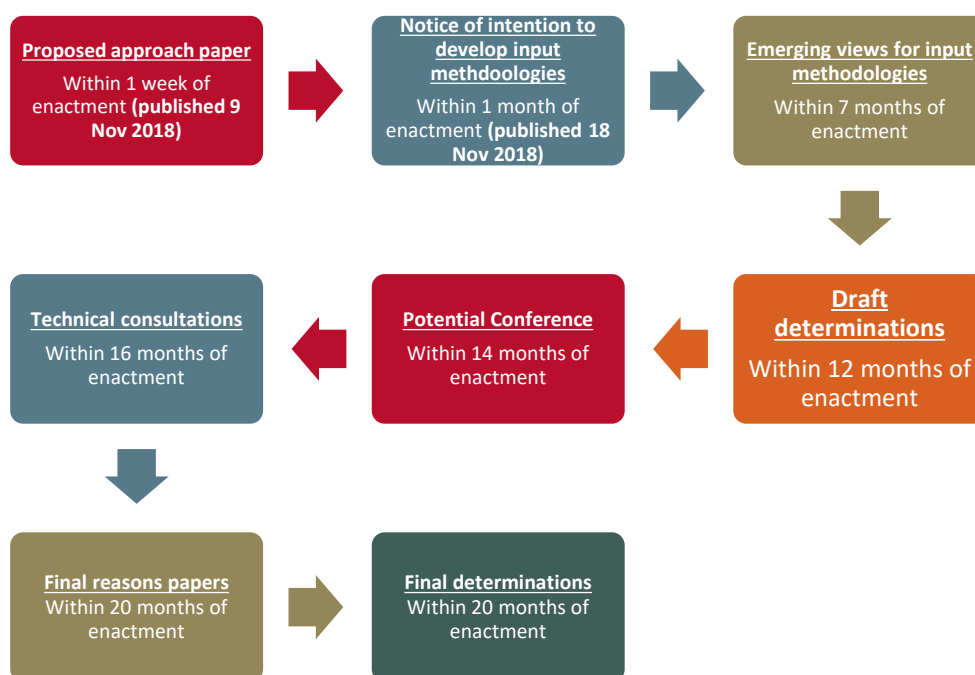 Proposed approach paper
Within 1 week of
enactment (published 9
Nov 2018)
Notice of intention to
develop input
methdoologies
Within 1 month of
enactment (published 18
Nov 2018)
Emerging views for input
methodologies
Within 7 months of
enactment
Draft
determinations
Within 12 months of
enactment
Potential Conference
Within 14 months of
enactment
Technical consultations
Within 16 months of
enactment
Final reasons papers
Within 20 months of
enactment
Final determinations
Within 20 months of
enactment